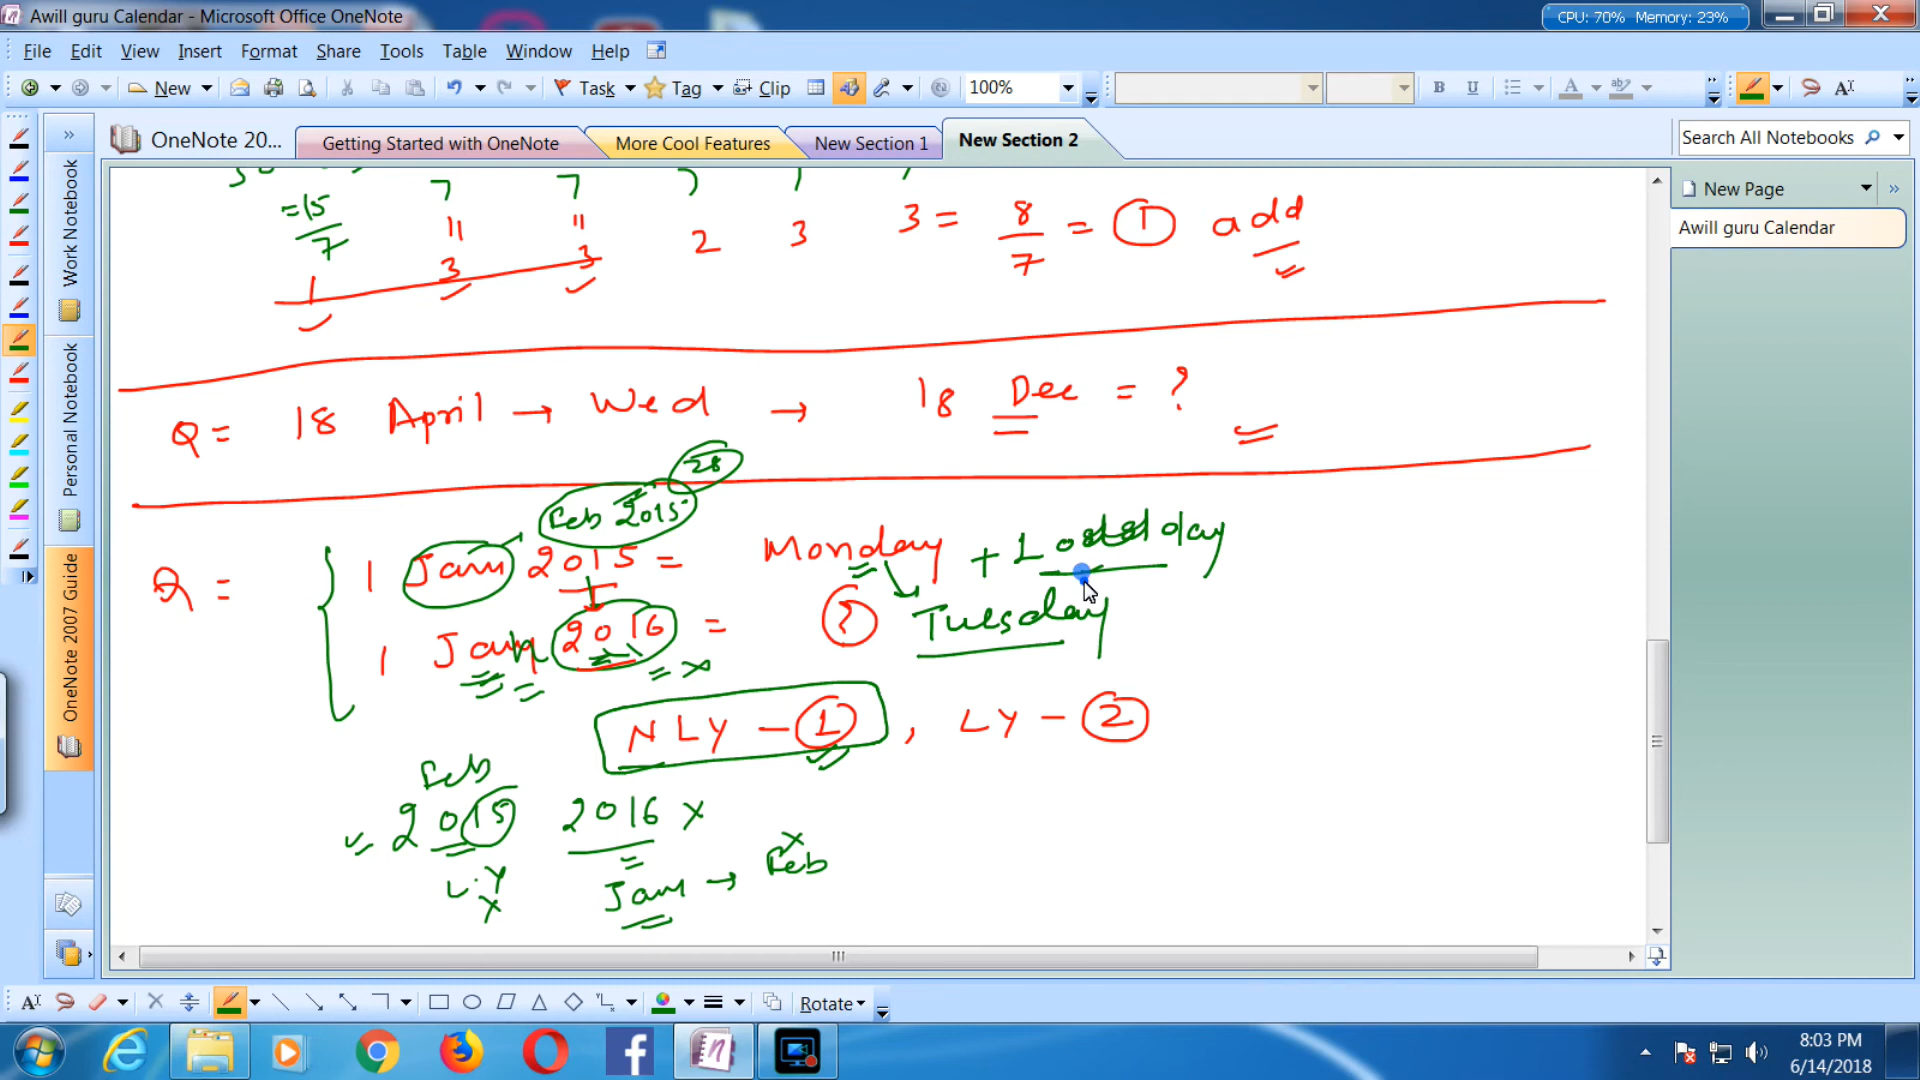 Awill guru Calendar - Microsoft Office OneNote
CPU: 70% Memory: 23%
File Edit View Insert Format Share Tools Table Window Help
New Task Tag Clip 100% B U A ab
OneNote 20... Getting Started with OneNote More Cool Features New Section 1 New Section 2 Search All Notebooks
New Page
Awill guru Calendar
Work Notebook
Personal Notebook
OneNote 2007 Guide
= 15 7 7
7 11 11 2 3 3 = 8/7 = 1 add
1 3 3
Q = 18 April → Wed → 18 Dec = ?
Feb 2015 28
Q = 1 Jan 2015 = Monday + day
1 Jan 2016 = ? Tuesday
NLY - 1 , LY - 2
Feb
2015 2016 x
L.Y x Jan → Feb x
Rotate
8:03 PM
6/14/2018